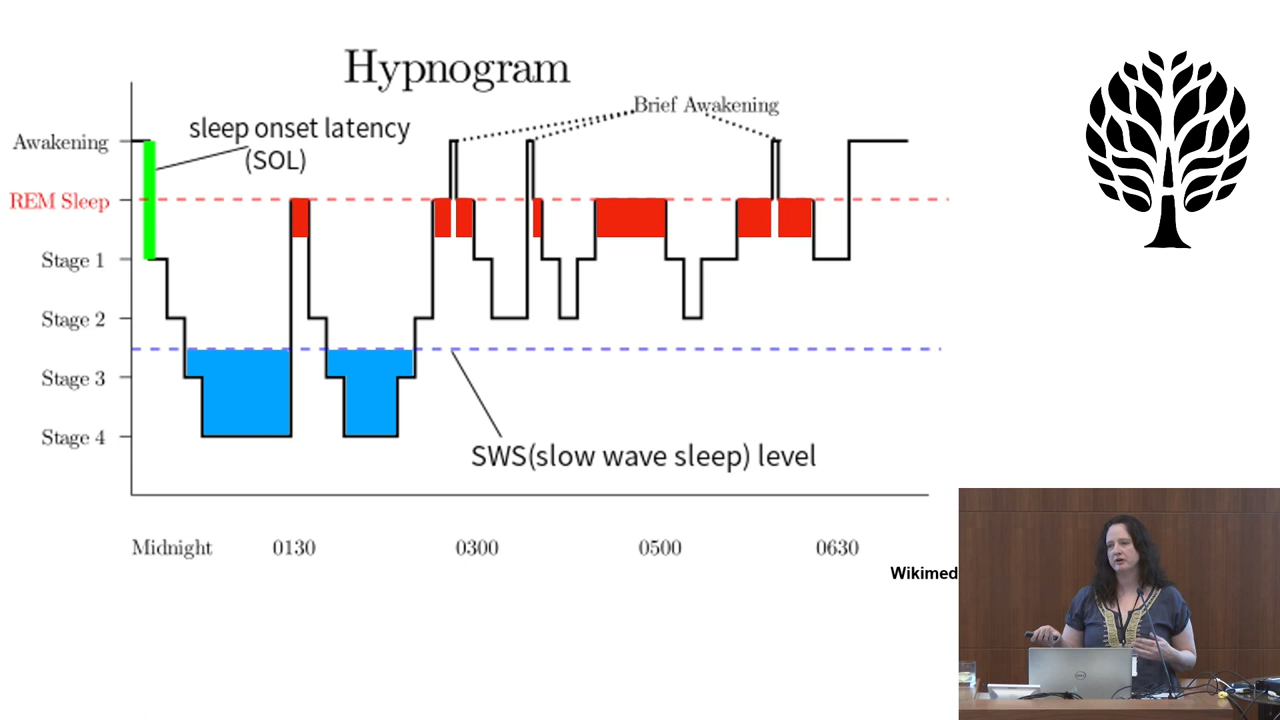 Hypnogram
Brief Awakening
sleep onset latency
(SOL)
Awakening
REM Sleep
Stage 1
Stage 2
Stage 3
Stage 4
SWS(slow wave sleep) level
Midnight 0130 0300 0500 0630
Wikimed